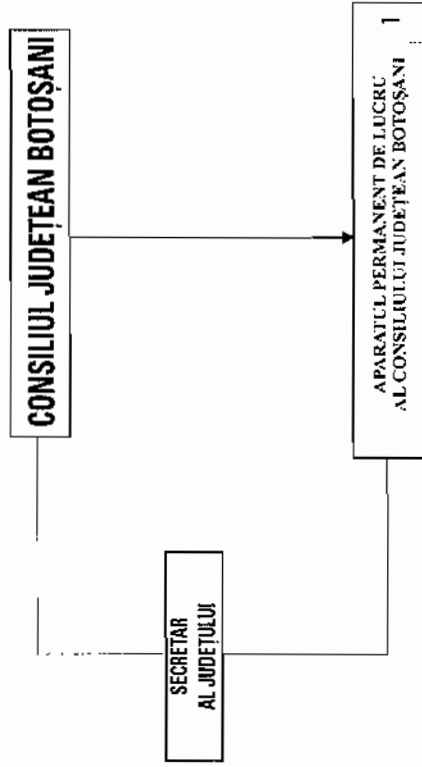 CONSILIUL JUDEȚEAN BOTOȘANI
SECRETAR
AL JUDEȚULUI
APARATUL PERMANENT DE LUCRU
AL CONSILIULUI JUDEȚEAN BOTOȘANI
1